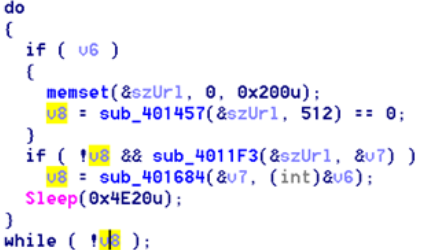 do
{
if ( v6 )
{
memset(&szUrl, 0, 0x200u);
v8 = sub_401457(&szUrl, 512) == 0;
}
if ( !v8 && sub_4011F3(&szUrl, &v7) )
v8 = sub_401684(&v7, (int)&v6);
Sleep(0x4E20u);
}
while ( !v8 );